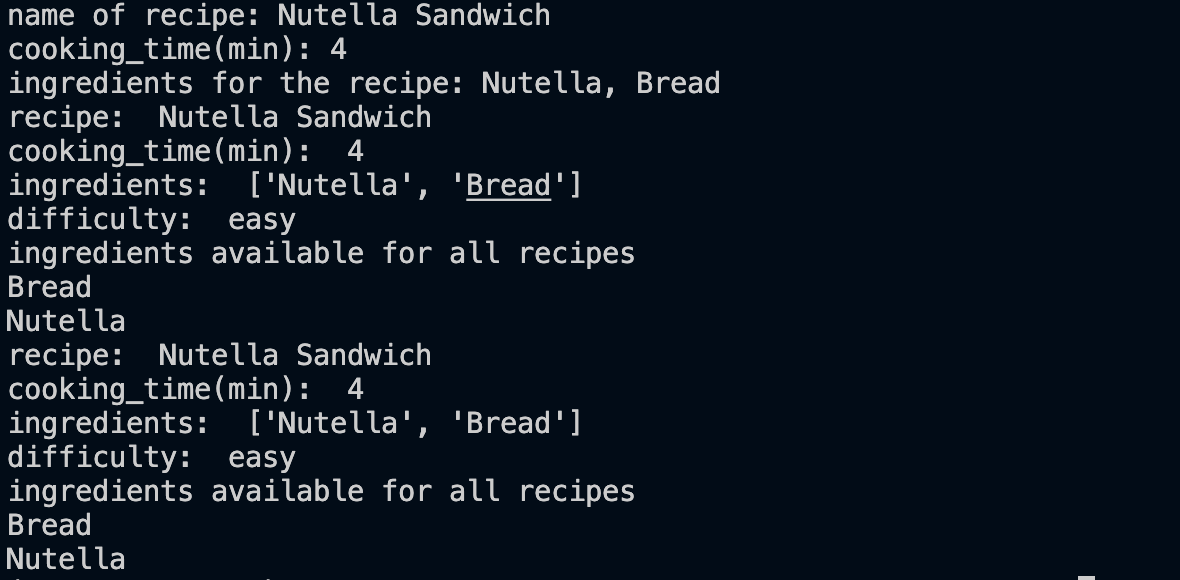 name of recipe: Nutella Sandwich
cooking_time(min): 4
ingredients for the recipe: Nutella, Bread
recipe:  Nutella Sandwich
cooking_time(min):  4
ingredients:  ['Nutella', 'Bread']
difficulty:  easy
ingredients available for all recipes
Bread
Nutella
recipe:  Nutella Sandwich
cooking_time(min):  4
ingredients:  ['Nutella', 'Bread']
difficulty:  easy
ingredients available for all recipes
Bread
Nutella